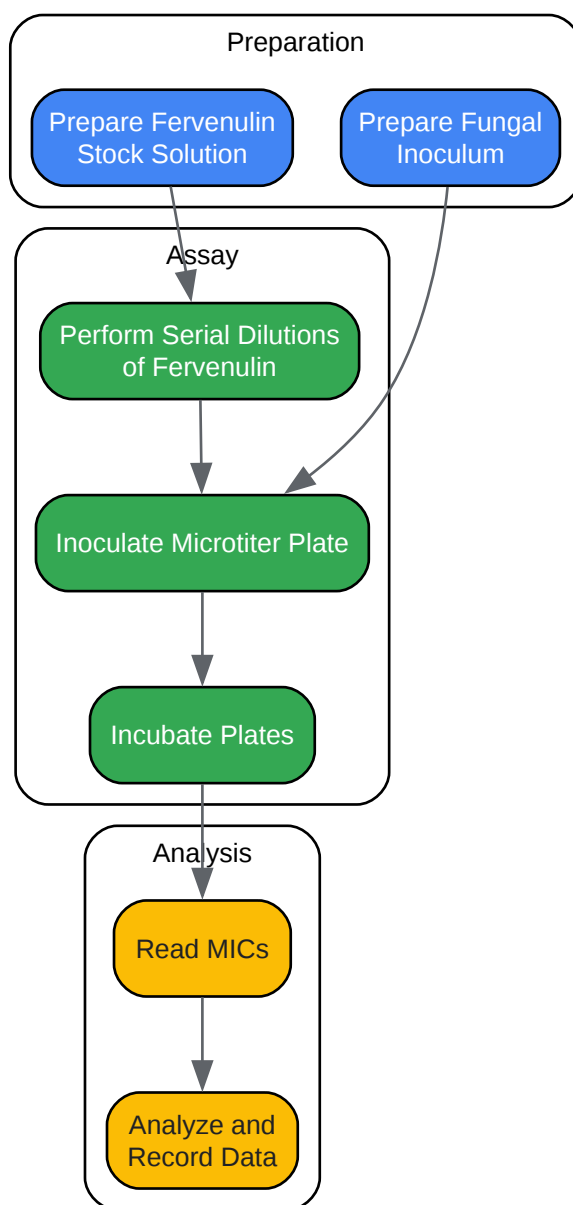 Preparation
Prepare Fervenulin
Stock Solution
Prepare Fungal
Inoculum
Assay
Perform Serial Dilutions
of Fervenulin
Inoculate Microtiter Plate
Incubate Plates
Analysis
Read MICs
Analyze and
Record Data